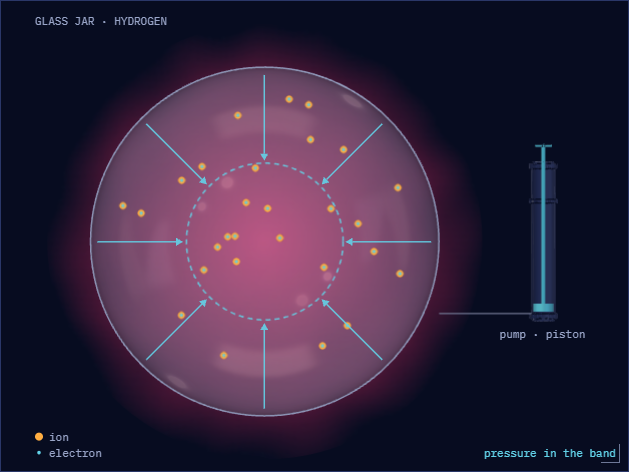 GLASS JAR · HYDROGEN
pump · piston
ion
electron
pressure in the band